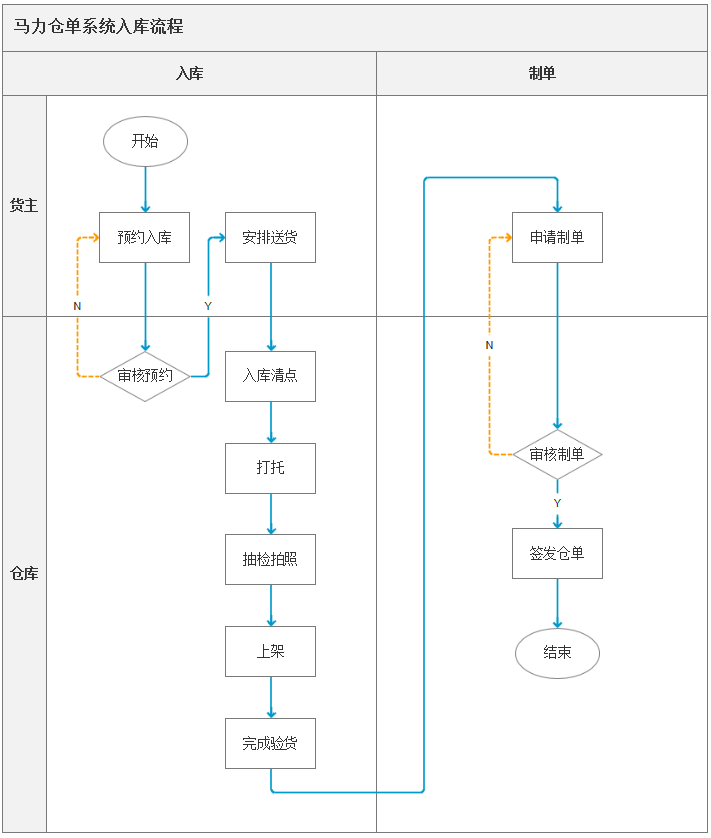 马力仓单系统入库流程
入库
制单
货主
开始
预约入库
安排送货
申请制单
N
Y
N
仓库
审核预约
入库清点
打托
抽检拍照
上架
完成验货
审核制单
Y
签发仓单
结束